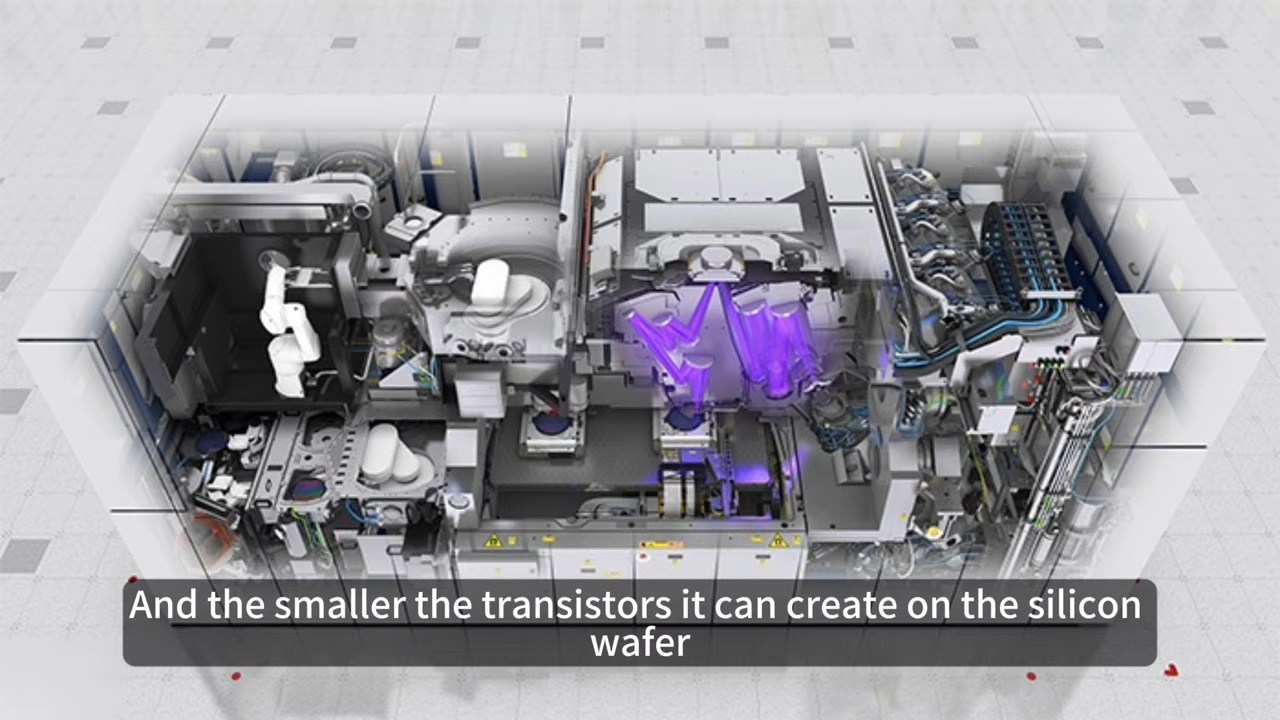 And the smaller the transistors it can create on the silicon
wafer